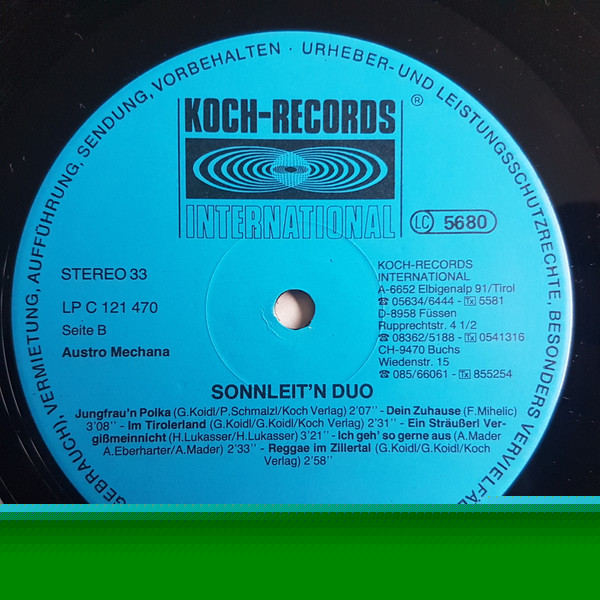 GEBRAUCH), VERMIETUNG, AUFFÜHRUNG, SENDUNG, VORBEHALTEN · URHEBER- UND LEISTUNGSSCHUTZRECHTE, BESONDERS
KOCH-RECORDS
®
INTERNATIONAL
LC 5680
STEREO 33
LP C 121 470
Seite B
Austro Mechana
KOCH-RECORDS
INTERNATIONAL
A-6652 Elbigenalp 91/Tirol
☎ 05634/6444 - Tx 5581
D-8958 Füssen
Rupprechtstr. 4 1/2
☎ 08362/5188 - Tx 0541316
CH-9470 Buchs
Wiedenstr. 15
☎ 085/66061 - Tx 855254
SONNLEIT'N DUO
Jungfrau'n Polka (G.Koidl/P.Schmalzl/Koch Verlag) 2'07'' - Dein Zuhause (F.Mihelic)
3'08'' - Im Tirolerland (G.Koidl/G.Koidl/Koch Verlag) 2'31'' - Ein Sträußerl Ver-
gißmeinnicht (H.Lukasser/H.Lukasser) 3'21'' - Ich geh' so gerne aus (A.Mader
A.Eberharter/A.Mader) 2'33'' - Reggae im Zillertal (G.Koidl/G.Koidl/Koch
Verlag) 2'58''